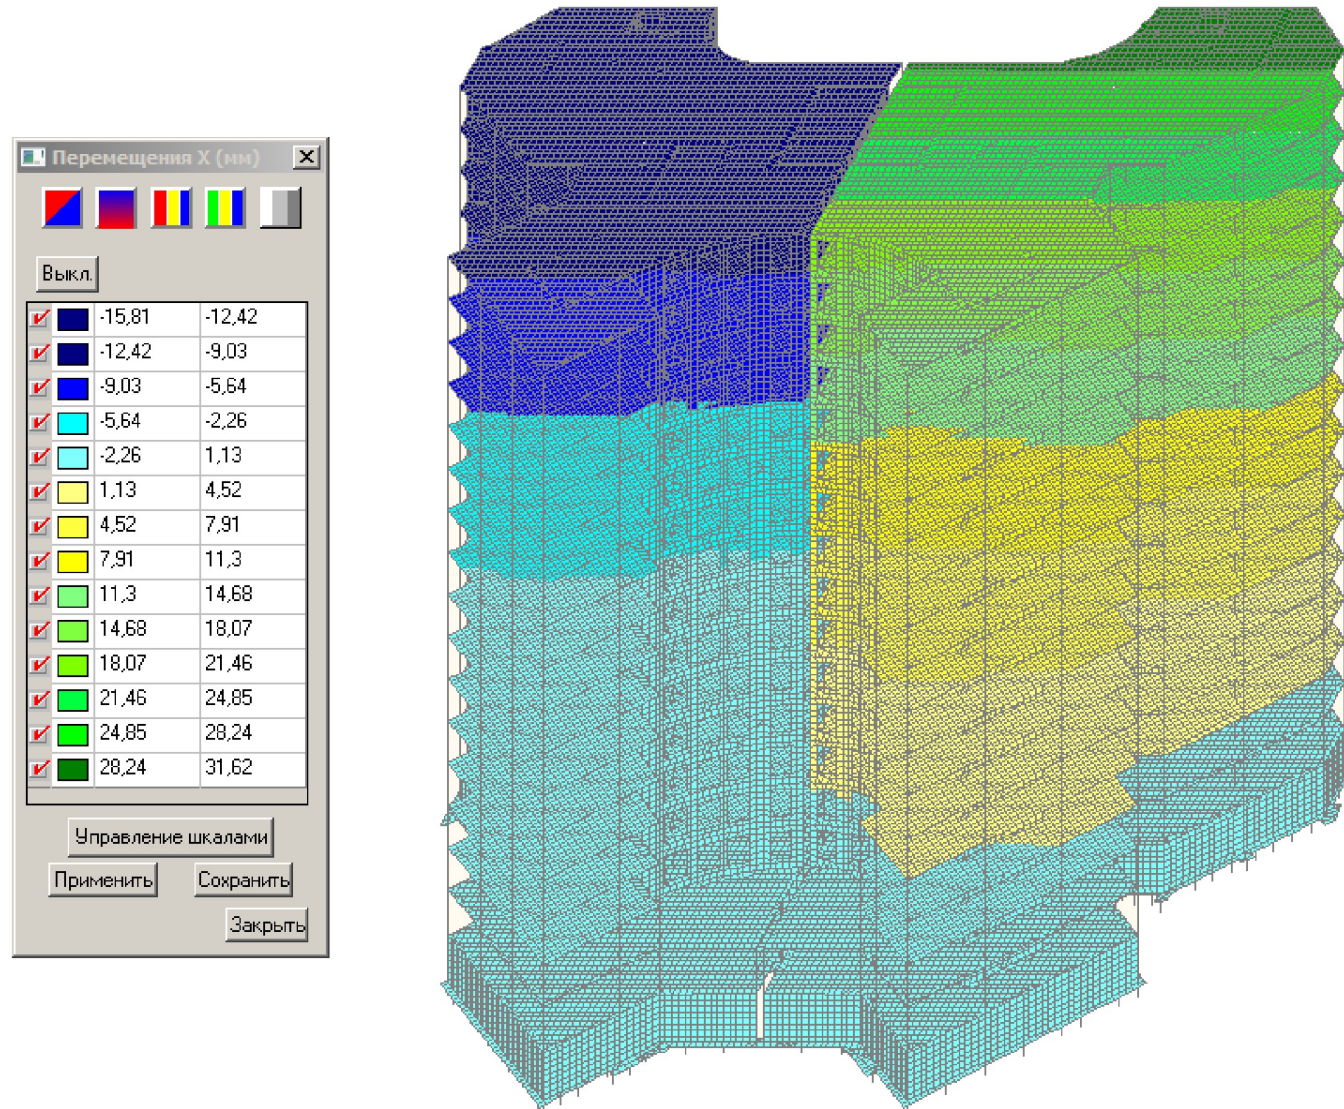 Перемещения X (мм)
Выкл.
-15,81 -12,42
-12,42 -9,03
-9,03 -5,64
-5,64 -2,26
-2,26 1,13
1,13 4,52
4,52 7,91
7,91 11,3
11,3 14,68
14,68 18,07
18,07 21,46
21,46 24,85
24,85 28,24
28,24 31,62
Управление шкалами
Применить Сохранить
Закрыть